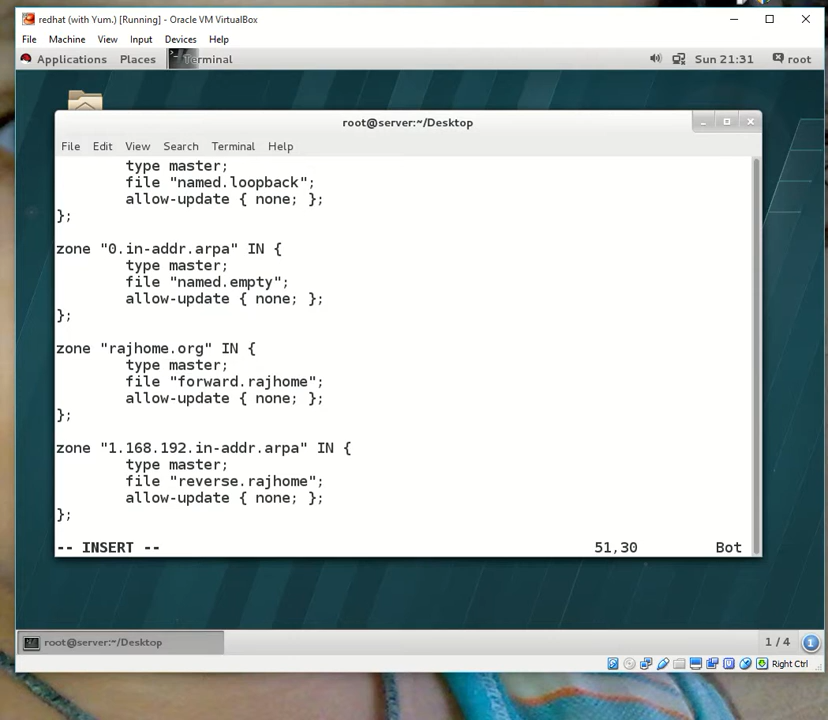 redhat (with Yum.) [Running] - Oracle VM VirtualBox
File Machine View Input Devices Help
Applications Places Terminal Sun 21:31 root
root@server:~/Desktop
File Edit View Search Terminal Help
type master;
file "named.loopback";
allow-update { none; };
};
zone "0.in-addr.arpa" IN {
type master;
file "named.empty";
allow-update { none; };
};
zone "rajhome.org" IN {
type master;
file "forward.rajhome";
allow-update { none; };
};
zone "1.168.192.in-addr.arpa" IN {
type master;
file "reverse.rajhome";
allow-update { none; };
};
-- INSERT -- 51,30 Bot
root@server:~/Desktop 1 / 4 1
Right Ctrl